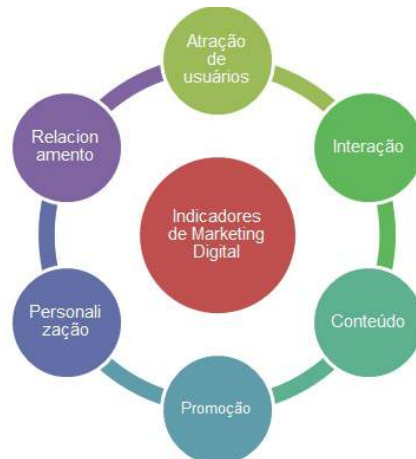 Atração
de
usuários
Interação
Conteúdo
Promoção
Personali
zação
Relacion
amento
Indicadores
de Marketing
Digital